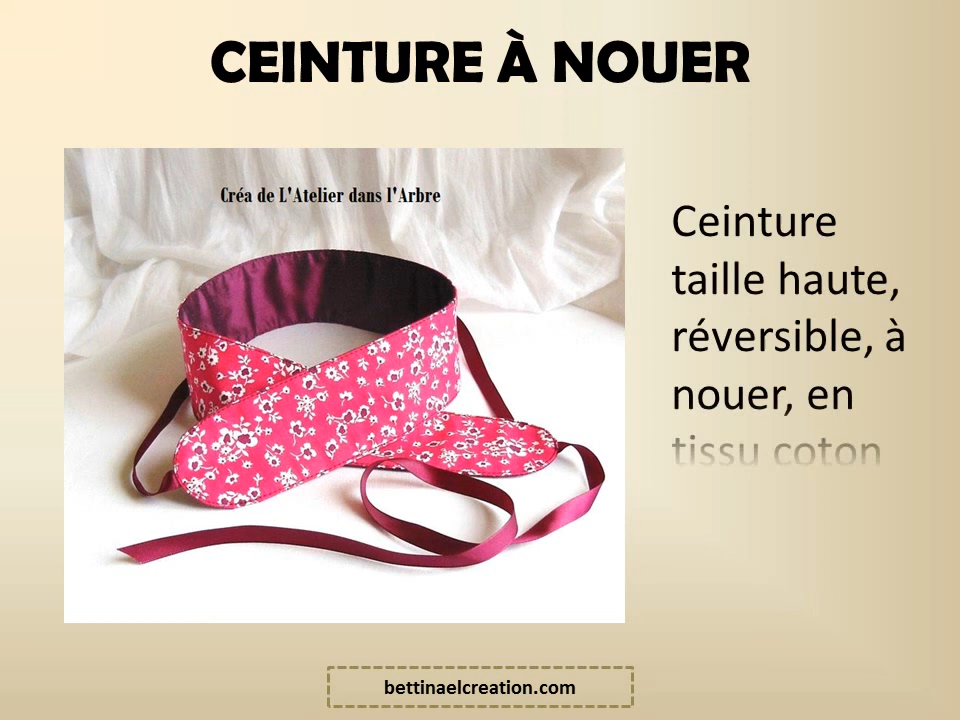 CEINTURE À NOUER
Créa de L'Atelier dans l'Arbre
Ceinture
taille haute,
réversible, à
nouer, en
tissu coton
bettinaelcreation.com